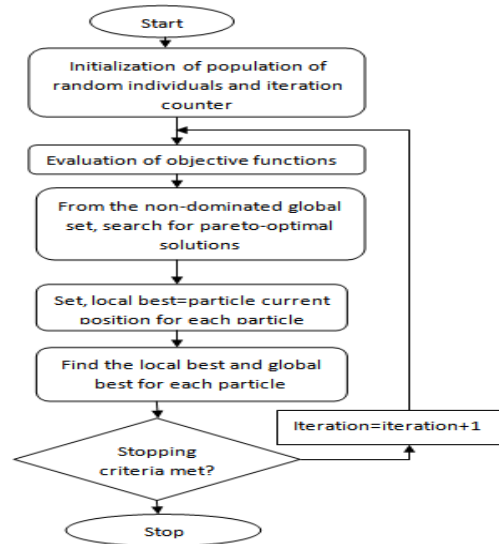 Start
Initialization of population of
random individuals and iteration
counter
Evaluation of objective functions
From the non-dominated global
set, search for pareto-optimal
solutions
Set, local best=particle current
position for each particle
Find the local best and global
best for each particle
Stopping
criteria met?
Iteration=iteration+1
Stop